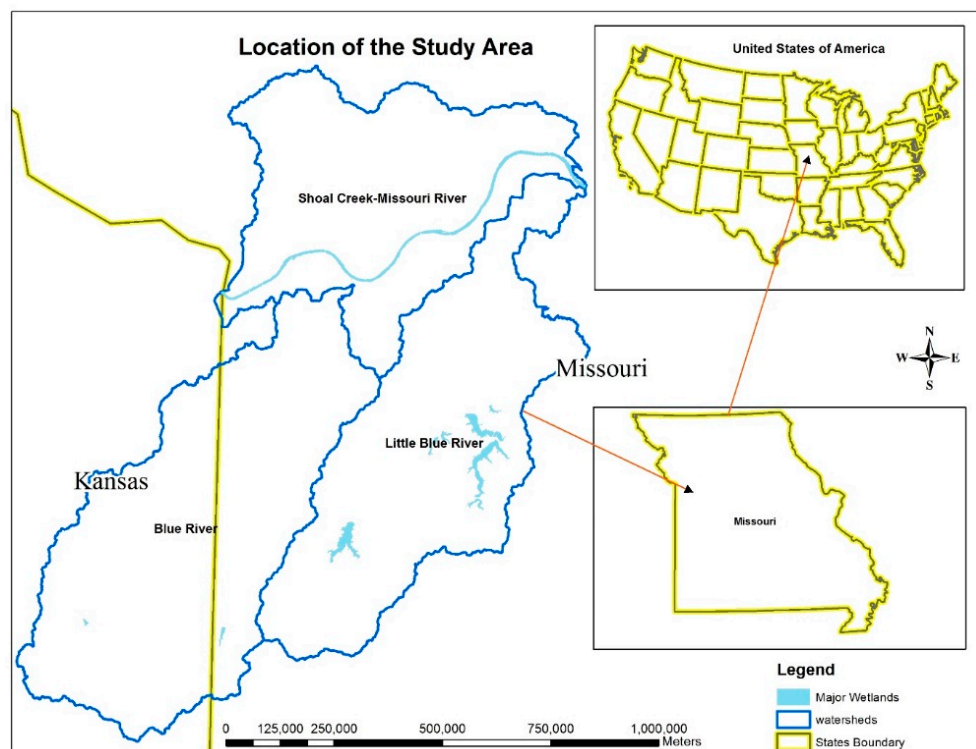 Location of the Study Area
United States of America
Shoal Creek-Missouri River
N
W E
S
Missouri
Little Blue River
Kansas
Blue River
Missouri
Legend
Major Wetlands
watersheds
States Boundary
0 125,000 250,000 500,000 750,000 1,000,000
Meters